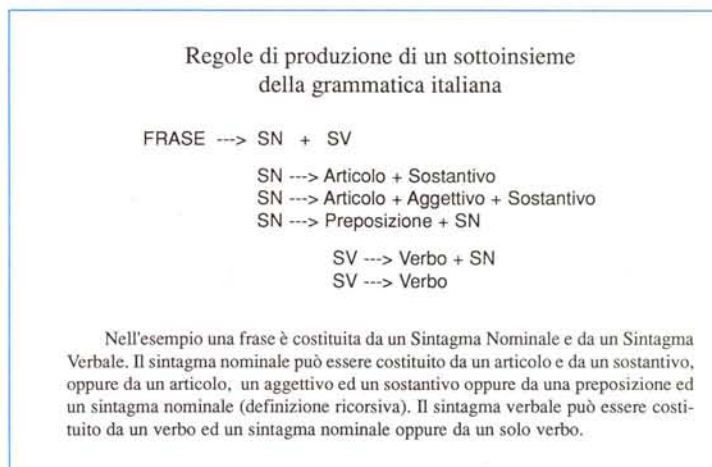 Regole di produzione di un sottoinsieme
della grammatica italiana
FRASE ---> SN + SV
SN ---> Articolo + Sostantivo
SN ---> Articolo + Aggettivo + Sostantivo
SN ---> Preposizione + SN
SV ---> Verbo + SN
SV ---> Verbo
Nell'esempio una frase è costituita da un Sintagma Nominale e da un Sintagma
Verbale. Il sintagma nominale può essere costituito da un articolo e da un sostantivo,
oppure da un articolo, un aggettivo ed un sostantivo oppure da una preposizione ed
un sintagma nominale (definizione ricorsiva). Il sintagma verbale può essere costi-
tuito da un verbo ed un sintagma nominale oppure da un solo verbo.